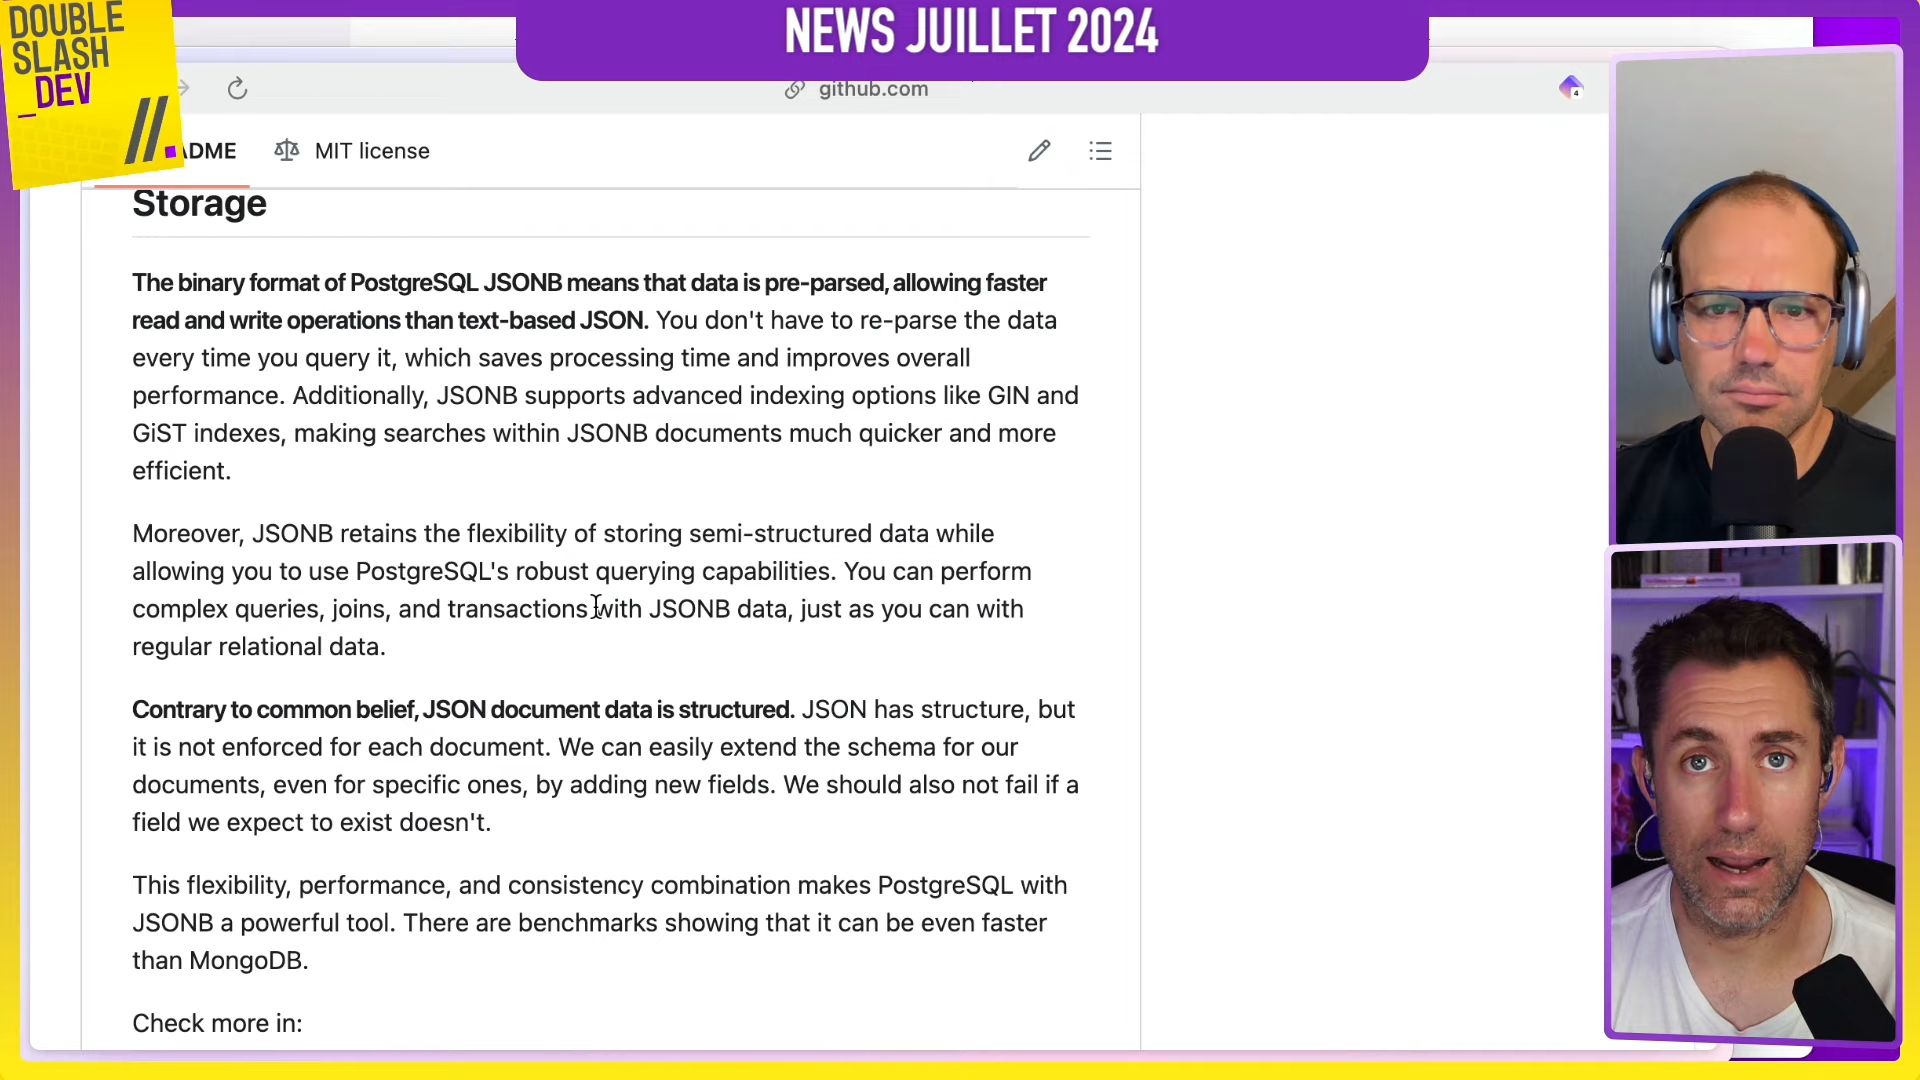 DOUBLE
SLASH
_DEV
//.
NEWS JUILLET 2024
github.com
4
ADME
MIT license
Storage
The binary format of PostgreSQL JSONB means that data is pre-parsed, allowing faster
read and write operations than text-based JSON. You don't have to re-parse the data
every time you query it, which saves processing time and improves overall
performance. Additionally, JSONB supports advanced indexing options like GIN and
GiST indexes, making searches within JSONB documents much quicker and more
efficient.
Moreover, JSONB retains the flexibility of storing semi-structured data while
allowing you to use PostgreSQL's robust querying capabilities. You can perform
complex queries, joins, and transactions with JSONB data, just as you can with
regular relational data.
Contrary to common belief, JSON document data is structured. JSON has structure, but
it is not enforced for each document. We can easily extend the schema for our
documents, even for specific ones, by adding new fields. We should also not fail if a
field we expect to exist doesn't.
This flexibility, performance, and consistency combination makes PostgreSQL with
JSONB a powerful tool. There are benchmarks showing that it can be even faster
than MongoDB.
Check more in: